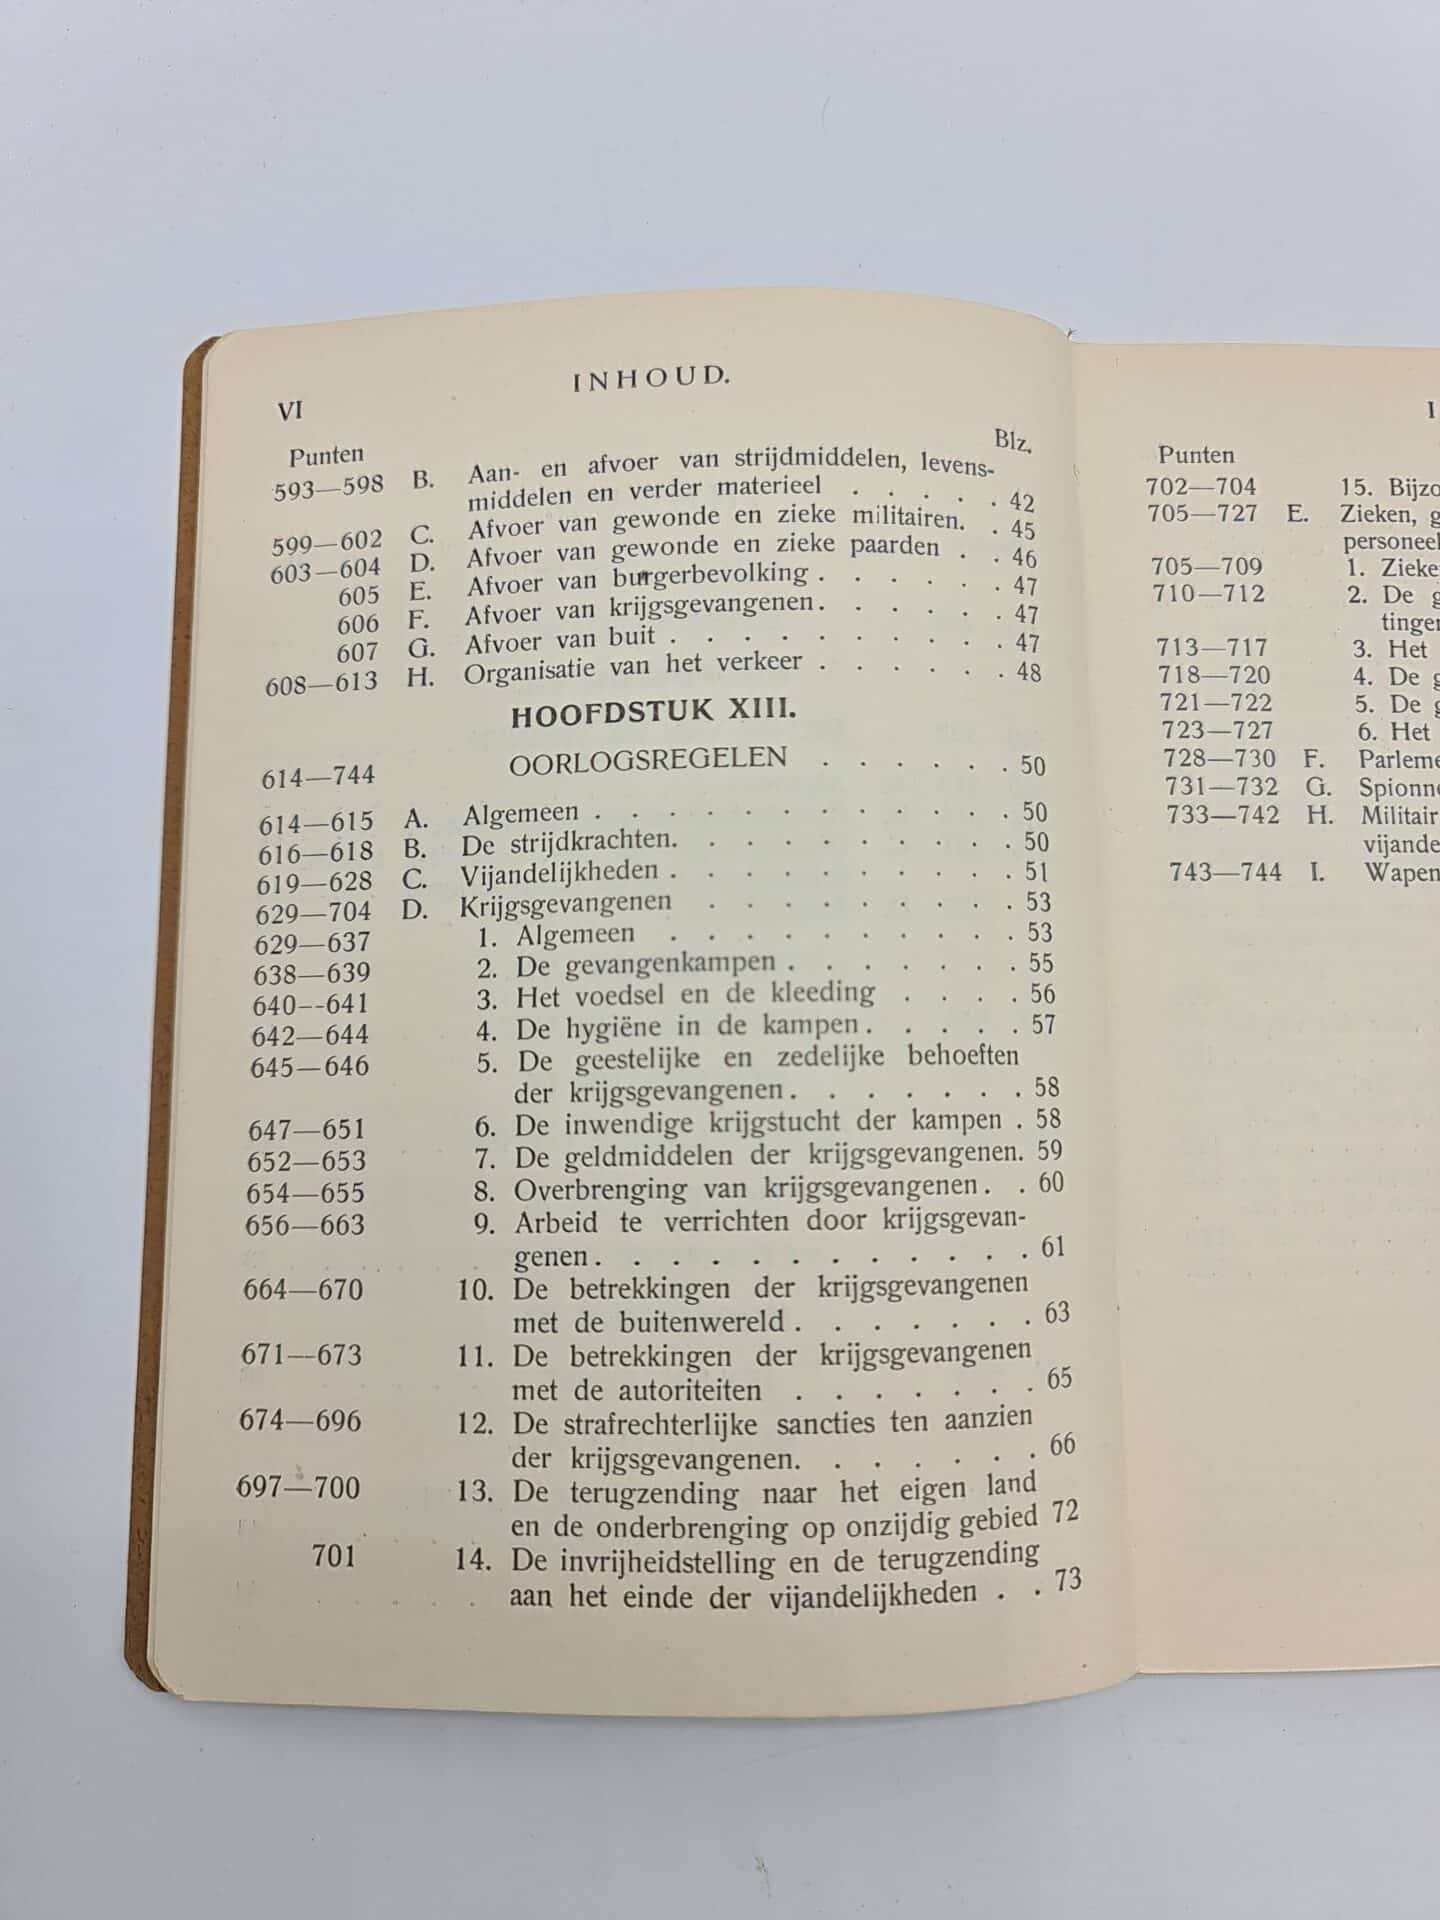 INHOUD.
VI
Punten Blz.
593—598 B. Aan- en afvoer van strijdmiddelen, levens-
middelen en verder materieel . . . . . 42
599—602 C. Afvoer van gewonde en zieke militairen. . 45
603—604 D. Afvoer van gewonde en zieke paarden . . 46
605 E. Afvoer van burgerbevolking . . . . . . 47
606 F. Afvoer van krijgsgevangenen. . . . . . 47
607 G. Afvoer van buit . . . . . . . . . . 47
608—613 H. Organisatie van het verkeer . . . . . . 48
HOOFDSTUK XIII.
614—744 OORLOGSREGELEN . . . . . . 50
614—615 A. Algemeen . . . . . . . . . . . 50
616—618 B. De strijdkrachten. . . . . . . . . 50
619—628 C. Vijandelijkheden . . . . . . . . . . 51
629—704 D. Krijgsgevangenen . . . . . . . . . 53
629—637 1. Algemeen . . . . . . . . . . 53
638—639 2. De gevangenkampen . . . . . . . 55
640--641 3. Het voedsel en de kleeding . . . . 56
642—644 4. De hygiëne in de kampen. . . . . 57
645—646 5. De geestelijke en zedelijke behoeften
der krijgsgevangenen. . . . . . . 58
647—651 6. De inwendige krijgstucht der kampen . 58
652—653 7. De geldmiddelen der krijgsgevangenen. 59
654—655 8. Overbrenging van krijgsgevangenen. . 60
656—663 9. Arbeid te verrichten door krijgsgevan-
genen. . . . . . . . . . . . 61
664—670 10. De betrekkingen der krijgsgevangenen
met de buitenwereld . . . . . . . 63
671—673 11. De betrekkingen der krijgsgevangenen
met de autoriteiten . . . . . . . 65
674—696 12. De strafrechterlijke sancties ten aanzien
der krijgsgevangenen. . . . . . . 66
697—700 13. De terugzending naar het eigen land
en de onderbrenging op onzijdig gebied 72
701 14. De invrijheidstelling en de terugzending
aan het einde der vijandelijkheden . . 73
I
Punten
702—704 15. Bijzo
705—727 E. Zieken, g
personeel
705—709 1. Zieke
710—712 2. De g
tingen
713—717 3. Het
718—720 4. De g
721—722 5. De g
723—727 6. Het
728—730 F. Parleme
731—732 G. Spionne
733—742 H. Militair
vijande
743—744 I. Wapen